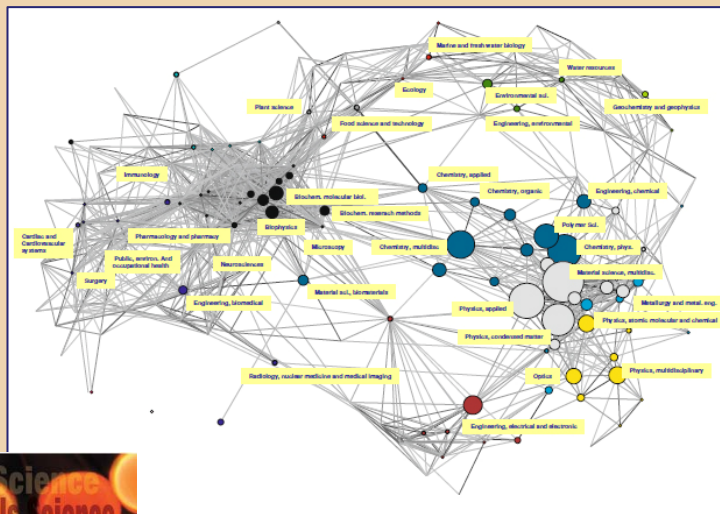 Marine and freshwater biology
Water resources
Ecology
Environmental sci.
Plant science
Geochemistry and geophysics
Food science and technology
Engineering, environmental
Immunology
Chemistry, applied
Chemistry, organic
Engineering, chemical
Biochem. molecular biol.
Biochem. research methods
Polymer Sci.
Biophysics
Cardiac and
Cardiovascular
systems
Pharmacology and pharmacy
Microscopy
Chemistry, multidisc.
Chemistry, phys.
Public, environ. And
occupational health
Neurosciences
Material science, multidisc.
Surgery
Engineering, biomedical
Material sci., biomaterials
Physics, applied
Metallurgy and metal. eng.
Physics, atomic molecular and chemical
Physics, condensed matter
Radiology, nuclear medicine and medical imaging
Optics
Physics, multidisciplinary
Engineering, electrical and electronic
Science
Science